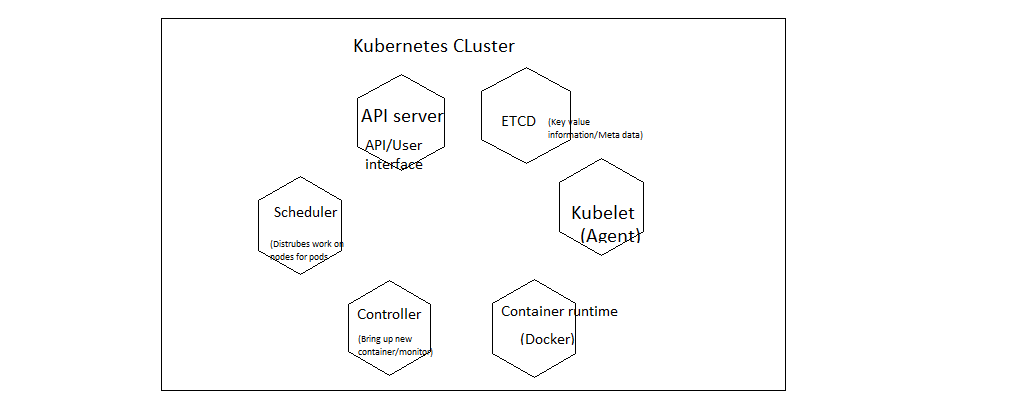 Kubernetes CLuster
API server
API/User
interface
ETCD
(Key value
information/Meta data)
Scheduler
(Distrubes work on
nodes for pods
Kubelet
(Agent)
Controller
(Bring up new
container/monitor)
Container runtime
(Docker)